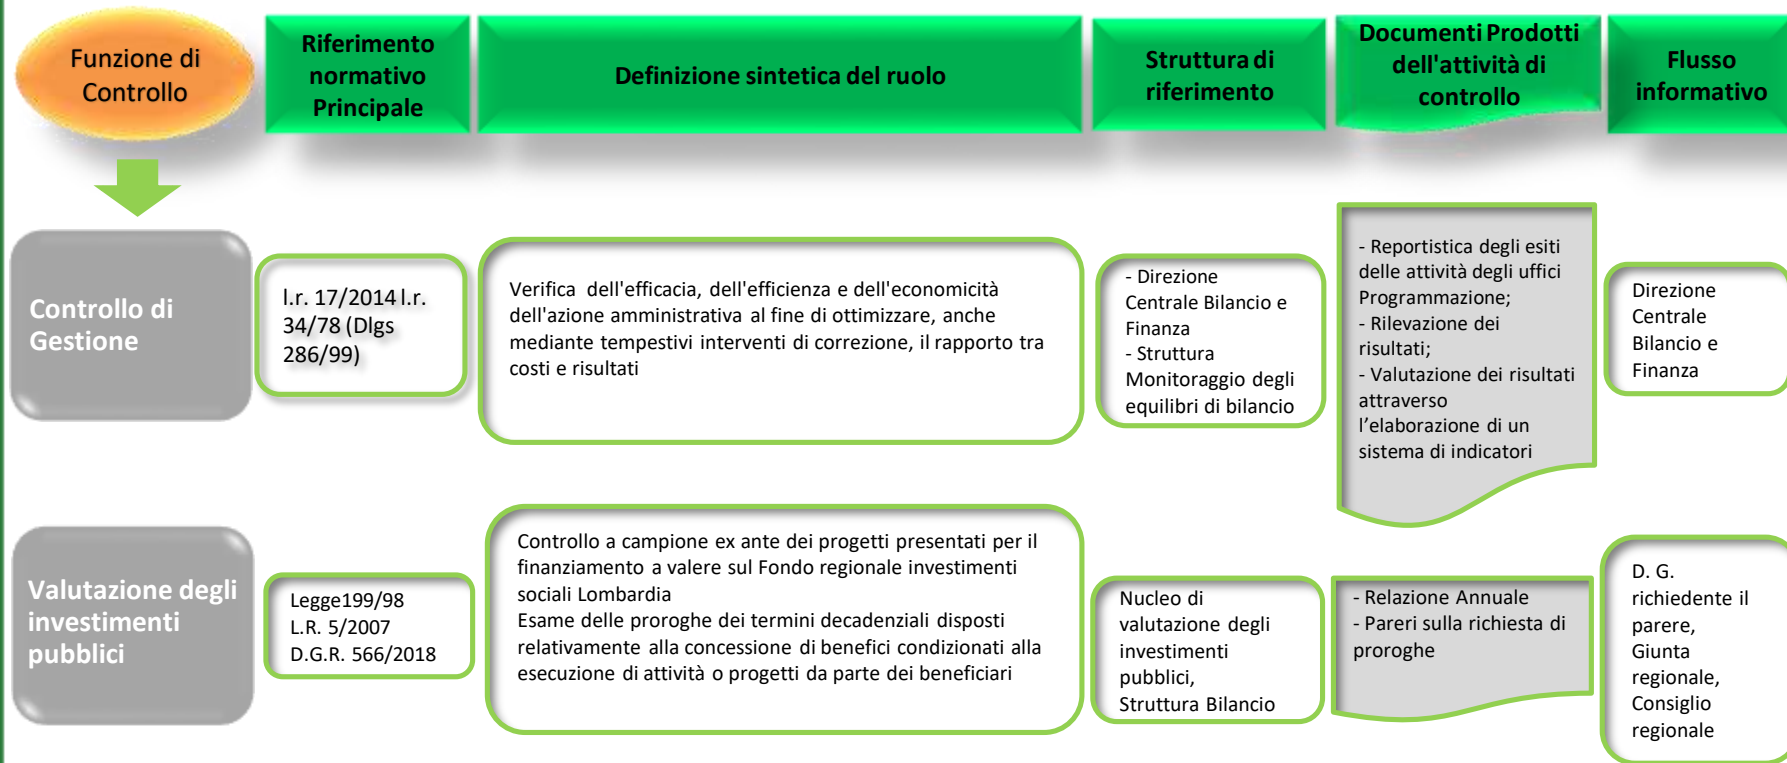 Funzione di
Controllo
Riferimento
normativo
Principale
Definizione sintetica del ruolo
Struttura di
riferimento
Documenti Prodotti
dell'attività di
controllo
Flusso
informativo
Controllo di
Gestione
l.r. 17/2014 l.r.
34/78 (Dlgs
286/99)
Verifica dell'efficacia, dell'efficienza e dell'economicità
dell'azione amministrativa al fine di ottimizzare, anche
mediante tempestivi interventi di correzione, il rapporto tra
costi e risultati
- Direzione
Centrale Bilancio e
Finanza
- Struttura
Monitoraggio degli
equilibri di bilancio
- Reportistica degli esiti
delle attività degli uffici
Programmazione;
- Rilevazione dei
risultati;
- Valutazione dei risultati
attraverso
l’elaborazione di un
sistema di indicatori
Direzione
Centrale
Bilancio e
Finanza
Valutazione degli
investimenti
pubblici
Legge199/98
L.R. 5/2007
D.G.R. 566/2018
Controllo a campione ex ante dei progetti presentati per il
finanziamento a valere sul Fondo regionale investimenti
sociali Lombardia
Esame delle proroghe dei termini decadenziali disposti
relativamente alla concessione di benefici condizionati alla
esecuzione di attività o progetti da parte dei beneficiari
Nucleo di
valutazione degli
investimenti
pubblici,
Struttura Bilancio
- Relazione Annuale
- Pareri sulla richiesta di
proroghe
D. G.
richiedente il
parere,
Giunta
regionale,
Consiglio
regionale